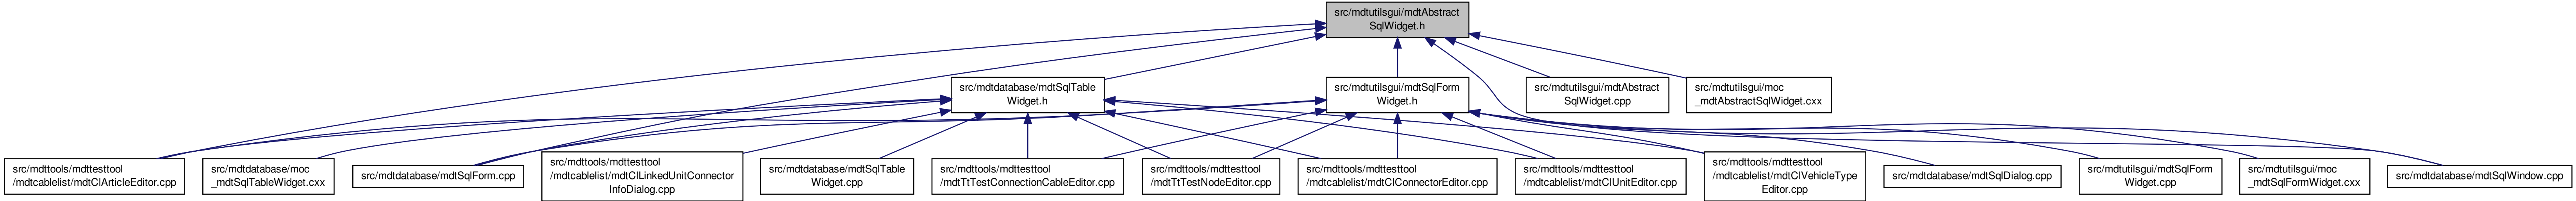 src/mdtutilsgui/mdtAbstract
SqlWidget.h
src/mdtdatabase/mdtSqlTable
Widget.h
src/mdtutilsgui/mdtSqlForm
Widget.h
src/mdtutilsgui/mdtAbstract
SqlWidget.cpp
src/mdtutilsgui/moc
_mdtAbstractSqlWidget.cxx
src/mdttools/mdttesttool
/mdtcablelist/mdtClArticleEditor.cpp
src/mdtdatabase/moc
_mdtSqlTableWidget.cxx
src/mdtdatabase/mdtSqlForm.cpp
src/mdttools/mdttesttool
/mdtcablelist/mdtClLinkedUnitConnector
InfoDialog.cpp
src/mdtdatabase/mdtSqlTable
Widget.cpp
src/mdttools/mdttesttool
/mdtTtTestConnectionCableEditor.cpp
src/mdttools/mdttesttool
/mdtTtTestNodeEditor.cpp
src/mdttools/mdttesttool
/mdtcablelist/mdtClConnectorEditor.cpp
src/mdttools/mdttesttool
/mdtcablelist/mdtClUnitEditor.cpp
src/mdttools/mdttesttool
/mdtcablelist/mdtClVehicleType
Editor.cpp
src/mdtdatabase/mdtSqlDialog.cpp
src/mdtutilsgui/mdtSqlForm
Widget.cpp
src/mdtutilsgui/moc
_mdtSqlFormWidget.cxx
src/mdtdatabase/mdtSqlWindow.cpp